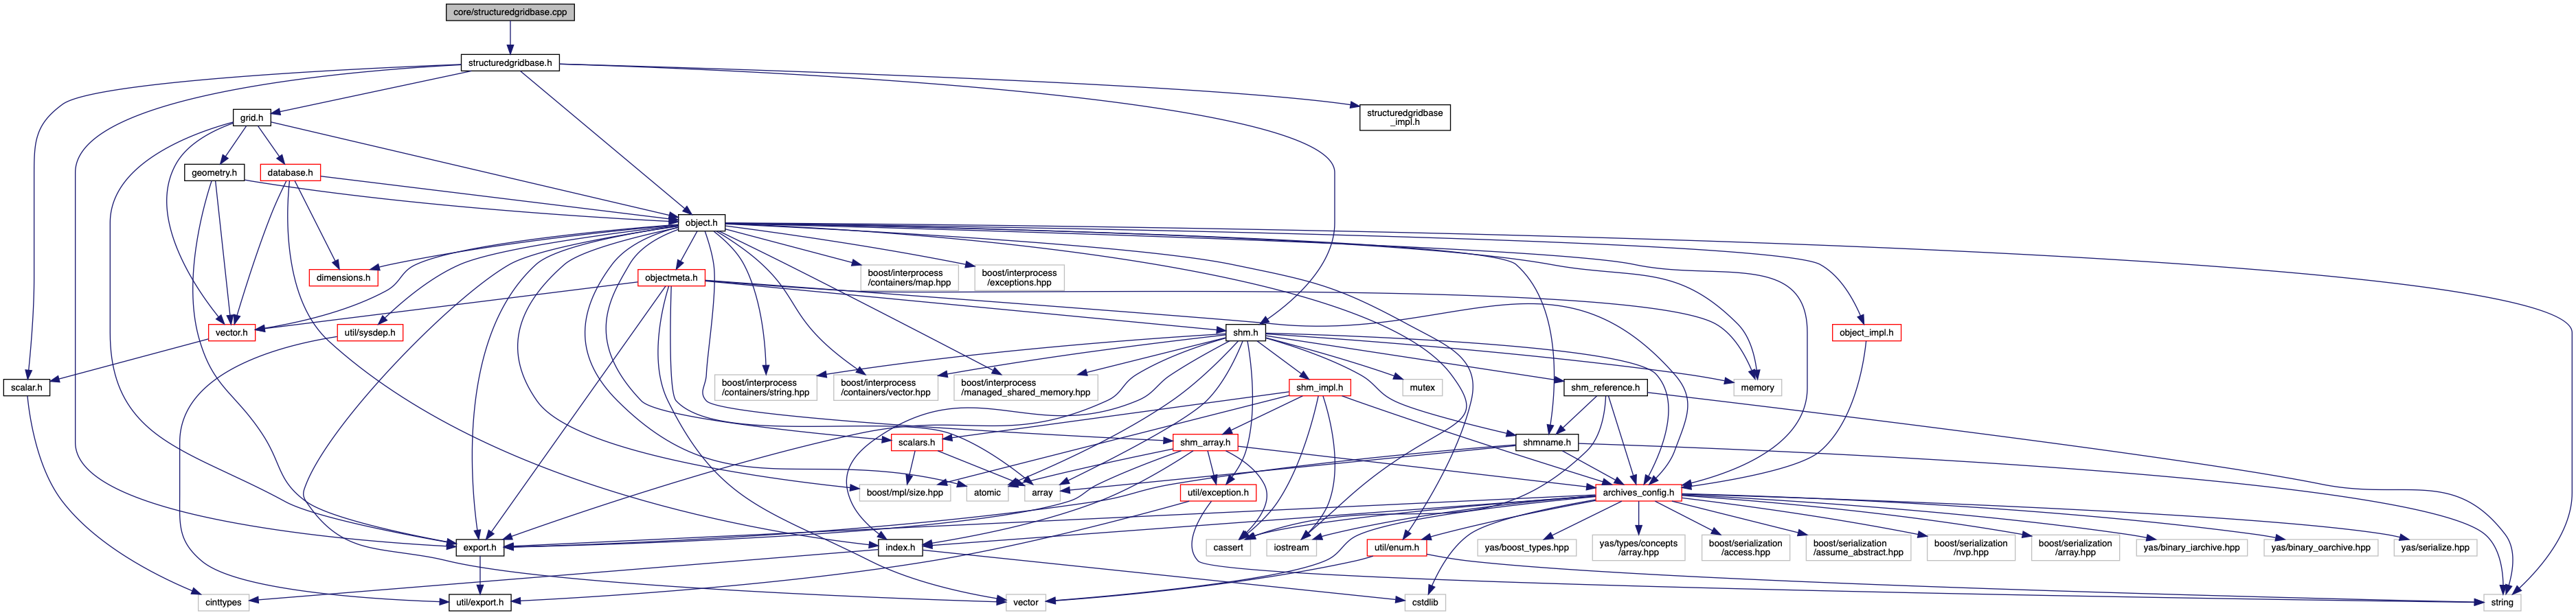 core/structuredgridbase.cpp
structuredgridbase.h
grid.h
structuredgridbase
_impl.h
geometry.h
database.h
object.h
dimensions.h
objectmeta.h
boost/interprocess
/containers/map.hpp
boost/interprocess
/exceptions.hpp
vector.h
util/sysdep.h
shm.h
object_impl.h
scalar.h
boost/interprocess
/containers/string.hpp
boost/interprocess
/containers/vector.hpp
boost/interprocess
/managed_shared_memory.hpp
shm_impl.h
mutex
shm_reference.h
memory
scalars.h
shm_array.h
shmname.h
boost/mpl/size.hpp
atomic
array
util/exception.h
archives_config.h
export.h
index.h
cassert
iostream
util/enum.h
yas/boost_types.hpp
yas/types/concepts
/array.hpp
boost/serialization
/access.hpp
boost/serialization
/assume_abstract.hpp
boost/serialization
/nvp.hpp
boost/serialization
/array.hpp
yas/binary_iarchive.hpp
yas/binary_oarchive.hpp
yas/serialize.hpp
cinttypes
util/export.h
vector
cstdlib
string